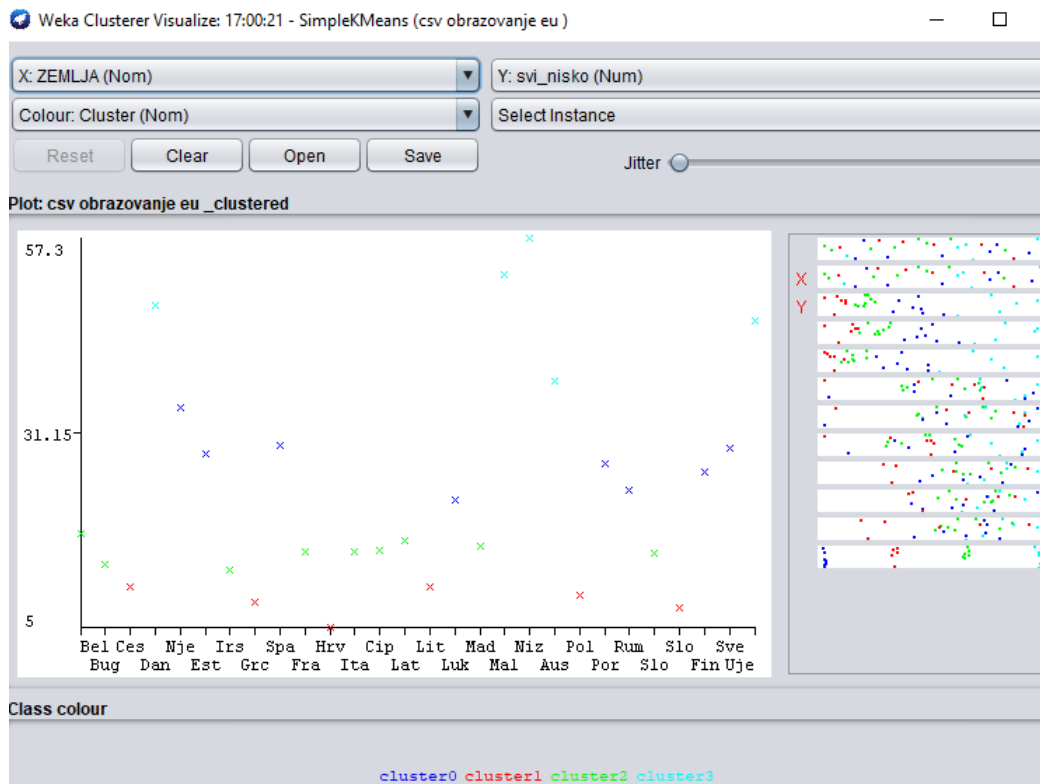 Weka Clusterer Visualize: 17:00:21 - SimpleKMeans (csv obrazovanje eu )
X: ZEMLJA (Nom) Y: svi_nisko (Num)
Colour: Cluster (Nom) Select Instance
Reset Clear Open Save Jitter
Plot: csv obrazovanje eu _clustered
57.3
X
Y
31.15
5
Bel Ces Nje Irs Spa Hrv Cip Lit Mad Niz Pol Rum Slo Sve
Bug Dan Est Grc Fra Ita Lat Luk Mal Aus Por Slo Fin Uje
Class colour
cluster0 cluster1 cluster2 cluster3